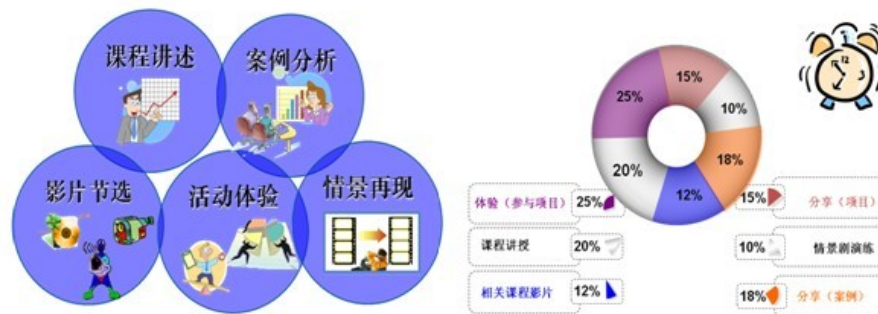 课程讲述
案例分析
影片节选
活动体验
情景再现
15%
25%
10%
20%
18%
12%
体验（参与项目） 25%
15% 分享（项目）
课程讲授 20%
10% 情景剧演练
相关课程影片 12%
18% 分享（案例）
12